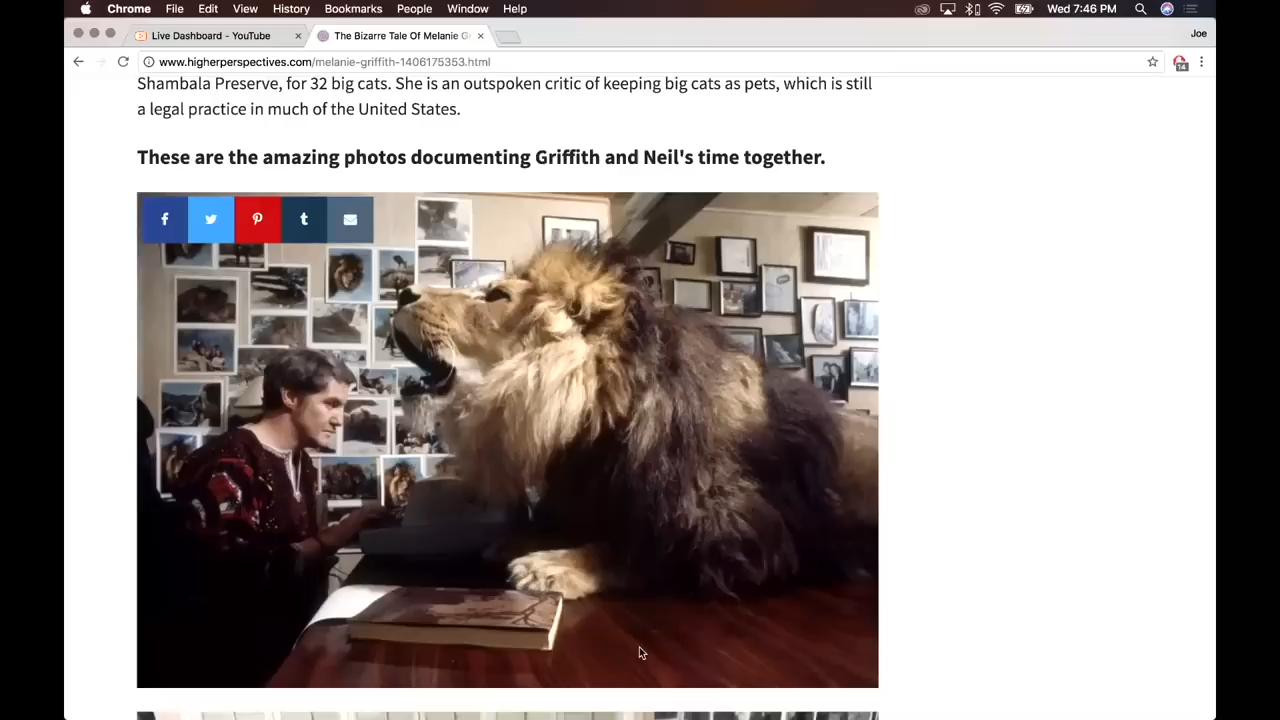 Chrome File Edit View History Bookmarks People Window Help Wed 7:46 PM
Live Dashboard - YouTube The Bizarre Tale Of Melanie G Joe
www.higherperspectives.com/melanie-griffith-1406175353.html
Shambala Preserve, for 32 big cats. She is an outspoken critic of keeping big cats as pets, which is still
a legal practice in much of the United States.
These are the amazing photos documenting Griffith and Neil's time together.